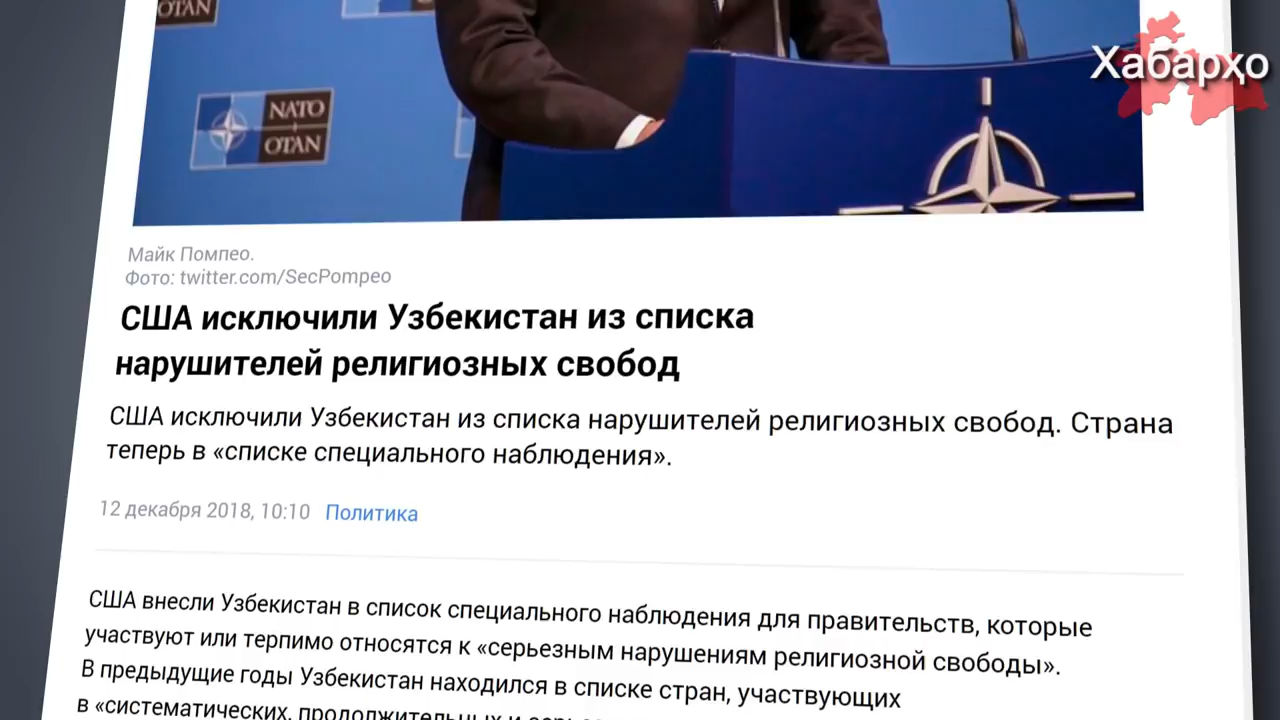 OTAN
NATO
OTAN
Хабарҳо
Майк Помпео.
Фото: twitter.com/SecPompeo
США исключили Узбекистан из списка
нарушителей религиозных свобод
США исключили Узбекистан из списка нарушителей религиозных свобод. Страна
теперь в «списке специального наблюдения».
12 декабря 2018, 10:10 Политика
США внесли Узбекистан в список специального наблюдения для правительств, которые
участвуют или терпимо относятся к «серьезным нарушениям религиозной свободы».
В предыдущие годы Узбекистан находился в списке стран, участвующих
в «систематических, продолжительных и